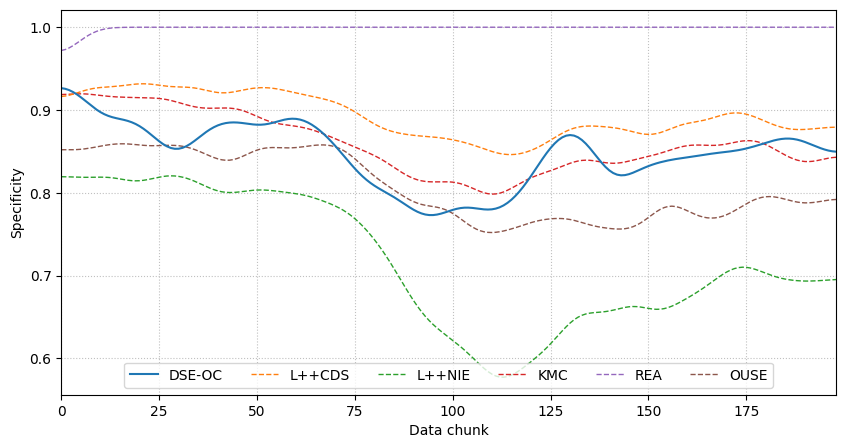 Specificity
1.0
0.9
0.8
0.7
0.6
DSE-OC L++CDS L++NIE KMC REA OUSE
0 25 50 75 100 125 150 175
Data chunk